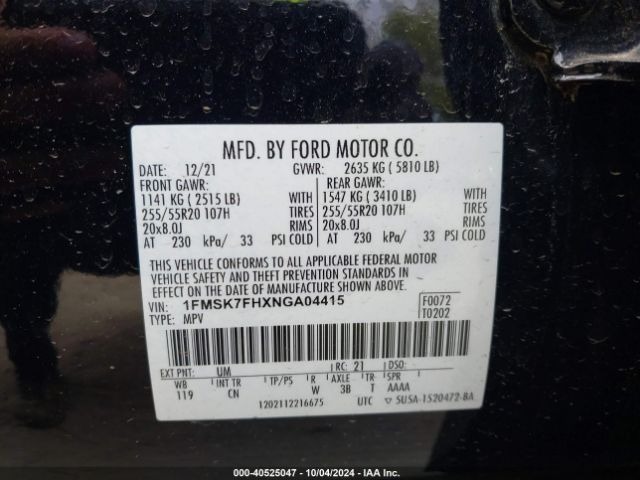 MFD. BY FORD MOTOR CO.
DATE: 12/21 GVWR: 2635 KG ( 5810 LB)
FRONT GAWR: REAR GAWR:
1141 KG ( 2515 LB) WITH 1547 KG ( 3410 LB) WITH
255/55R20 107H TIRES 255/55R20 107H TIRES
20x8.0J RIMS 20x8.0J RIMS
AT 230 kPa/ 33 PSI COLD AT 230 kPa/ 33 PSI COLD
THIS VEHICLE CONFORMS TO ALL APPLICABLE FEDERAL MOTOR
VEHICLE SAFETY AND THEFT PREVENTION STANDARDS IN
EFFECT ON THE DATE OF MANUFACTURE SHOWN ABOVE.
VIN: 1FMSK7FHXNGA04415 F0072
TYPE: MPV T0202
EXT PNT: UM RC: 21 DSO:
WB INT TR TP/PS R AXLE TR
119 CN W 3B T AAAA
1202112216675 UTC ▽ 5USA-1520472-BA
© - 40525047 - 10/04/2024 - IAA Inc.